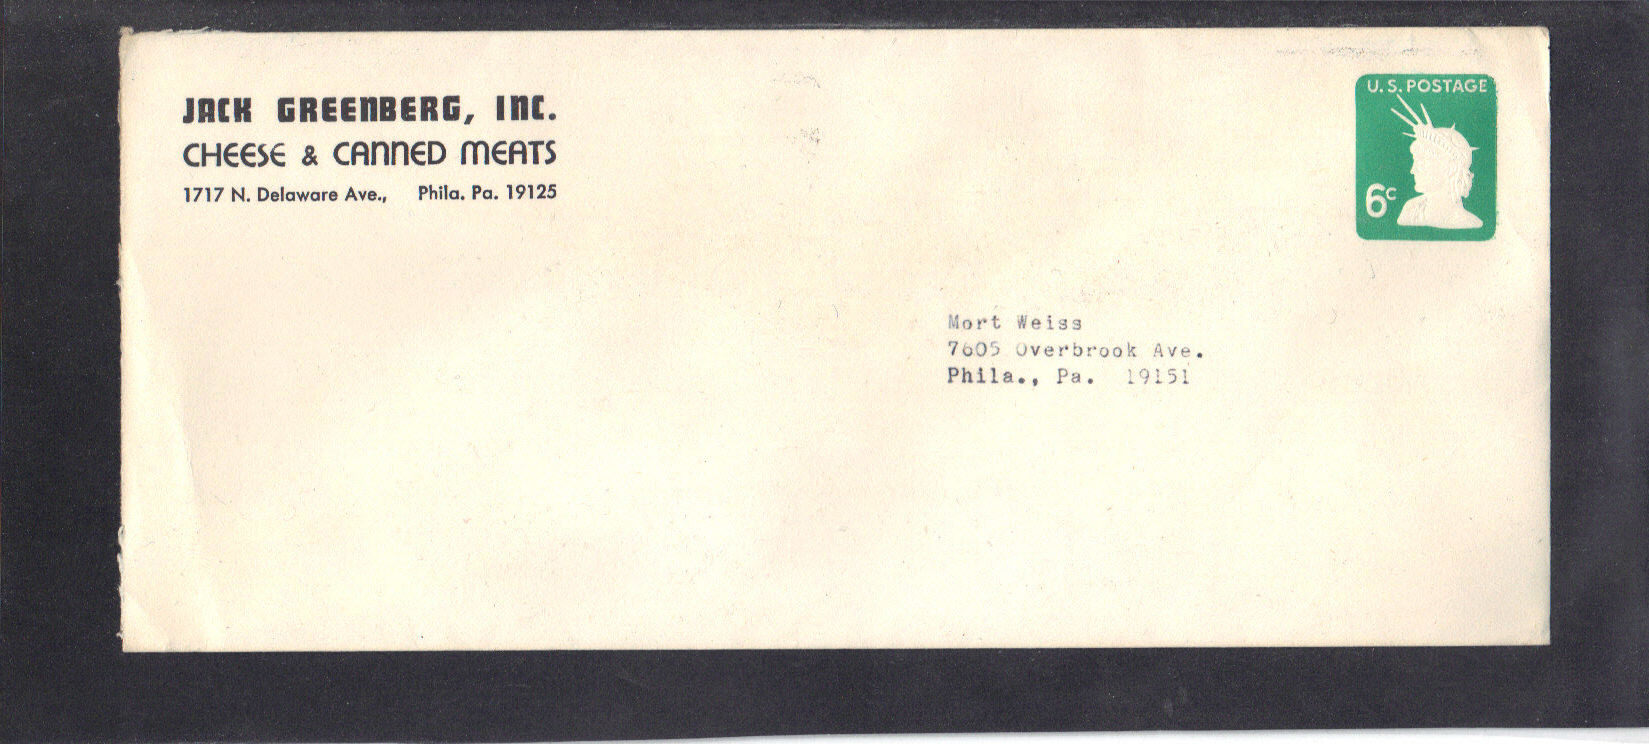 JACK GREENBERG, INC.
CHEESE & CANNED MEATS
1717 N. Delaware Ave., Phila. Pa. 19125
U.S. POSTAGE
6c
Mort Weiss
7605 Overbrook Ave.
Phila., Pa. 19151